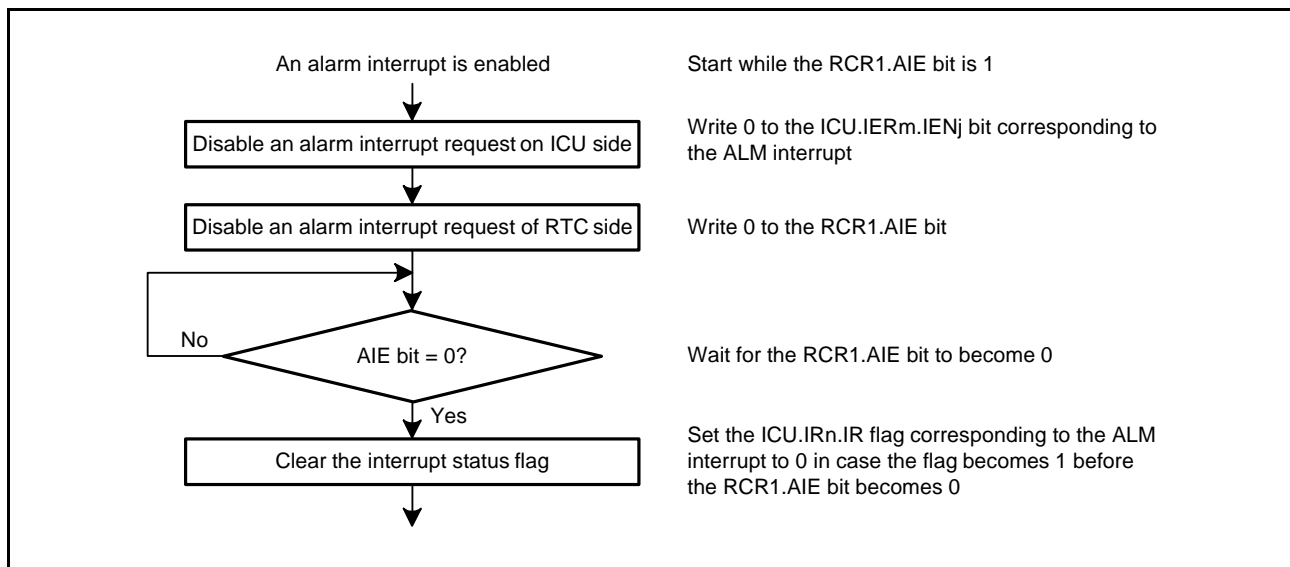 An alarm interrupt is enabled
Start while the RCR1.AIE bit is 1
Disable an alarm interrupt request on ICU side
Write 0 to the ICU.IERm.IENj bit corresponding to
the ALM interrupt
Disable an alarm interrupt request of RTC side
Write 0 to the RCR1.AIE bit
No
AIE bit = 0?
Wait for the RCR1.AIE bit to become 0
Yes
Clear the interrupt status flag
Set the ICU.IRn.IR flag corresponding to the ALM
interrupt to 0 in case the flag becomes 1 before
the RCR1.AIE bit becomes 0